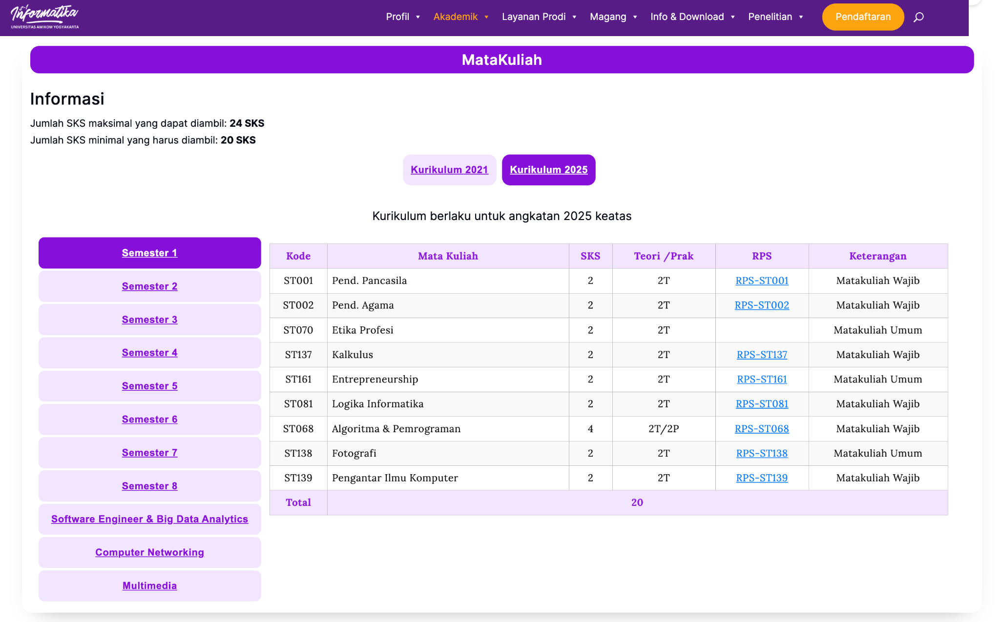 S-1
Informatika
UNIVERSITAS AMIKOM YOGYAKARTA
Profil Akademik Layanan Prodi Magang Info & Download Penelitian Pendaftaran
MataKuliah
Informasi
Jumlah SKS maksimal yang dapat diambil: 24 SKS
Jumlah SKS minimal yang harus diambil: 20 SKS
Kurikulum 2021 Kurikulum 2025
Kurikulum berlaku untuk angkatan 2025 keatas
Semester 1
Semester 2
Semester 3
Semester 4
Semester 5
Semester 6
Semester 7
Semester 8
Software Engineer & Big Data Analytics
Computer Networking
Multimedia
Kode Mata Kuliah SKS Teori /Prak RPS Keterangan
ST001 Pend. Pancasila 2 2T RPS-ST001 Matakuliah Wajib
ST002 Pend. Agama 2 2T RPS-ST002 Matakuliah Wajib
ST070 Etika Profesi 2 2T Matakuliah Umum
ST137 Kalkulus 2 2T RPS-ST137 Matakuliah Wajib
ST161 Entrepreneurship 2 2T RPS-ST161 Matakuliah Umum
ST081 Logika Informatika 2 2T RPS-ST081 Matakuliah Wajib
ST068 Algoritma & Pemrograman 4 2T/2P RPS-ST068 Matakuliah Wajib
ST138 Fotografi 2 2T RPS-ST138 Matakuliah Umum
ST139 Pengantar Ilmu Komputer 2 2T RPS-ST139 Matakuliah Wajib
Total 20